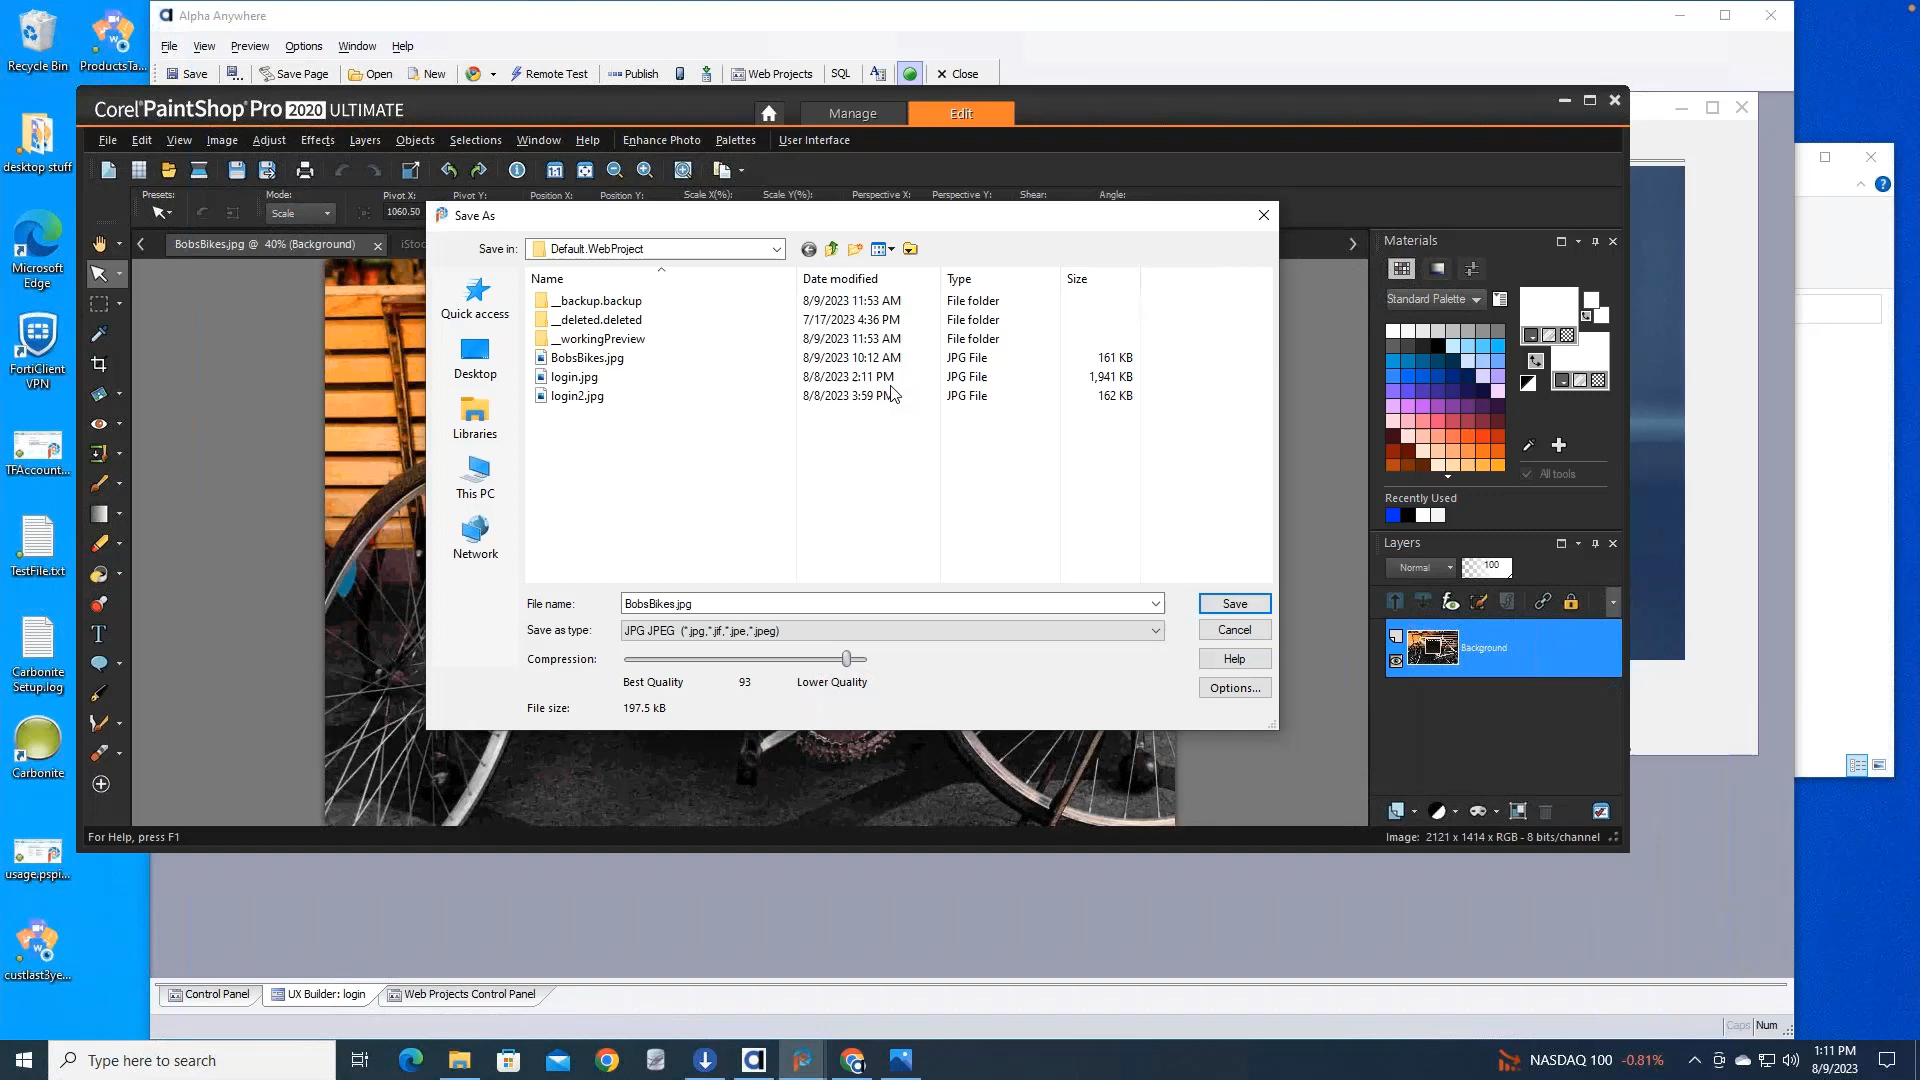 Recycle Bin
ProductsTa...
Alpha Anywhere
File View Preview Options Window Help
Save Save Page Open New Remote Test Publish Web Projects SQL Close
Corel PaintShop Pro 2020 ULTIMATE
Manage Edit
File Edit View Image Adjust Effects Layers Objects Selections Window Help Enhance Photo Palettes User Interface
Presets: Mode: Pivot X: Pivot Y: Position X: Position Y: Scale X(%): Scale Y(%): Perspective X: Perspective Y: Shear: Angle:
Scale 1060.50
BobsBikes.jpg @ 40% (Background)
iStoc
Save As
Save in: Default.WebProject
Name Date modified Type Size
__backup.backup 8/9/2023 11:53 AM File folder
__deleted.deleted 7/17/2023 4:36 PM File folder
__workingPreview 8/9/2023 11:53 AM File folder
BobsBikes.jpg 8/9/2023 10:12 AM JPG File 161 KB
login.jpg 8/8/2023 2:11 PM JPG File 1,941 KB
login2.jpg 8/8/2023 3:59 PM JPG File 162 KB
Quick access
Desktop
Libraries
This PC
Network
File name: BobsBikes.jpg Save
Save as type: JPG JPEG (*.jpg,*.jif,*.jpe,*.jpeg) Cancel
Compression: Help
Best Quality 93 Lower Quality Options...
File size: 197.5 kB
Materials
Standard Palette
All tools
Recently Used
Layers
Normal 100
Background
For Help, press F1
Image: 2121 x 1414 x RGB - 8 bits/channel
desktop stuff
Microsoft
Edge
FortiClient
VPN
TFAccount...
TestFile.txt
Carbonite
Setup.log
Carbonite
usage.pspi...
custlast3ye...
Control Panel UX Builder: login Web Projects Control Panel
Caps Num
Type here to search
NASDAQ 100 -0.81%
1:11 PM
8/9/2023